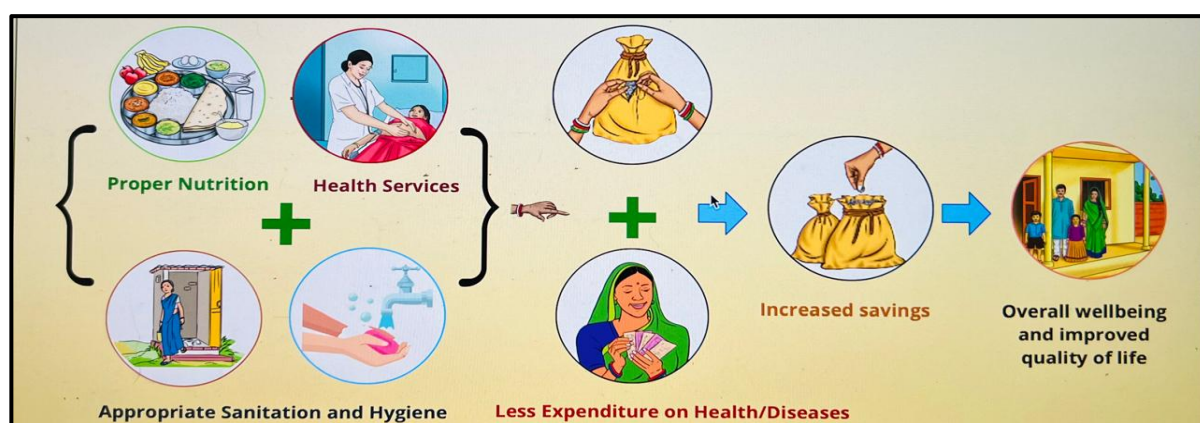 Proper Nutrition
Health Services
Appropriate Sanitation and Hygiene
Less Expenditure on Health/Diseases
Increased savings
Overall wellbeing
and improved
quality of life